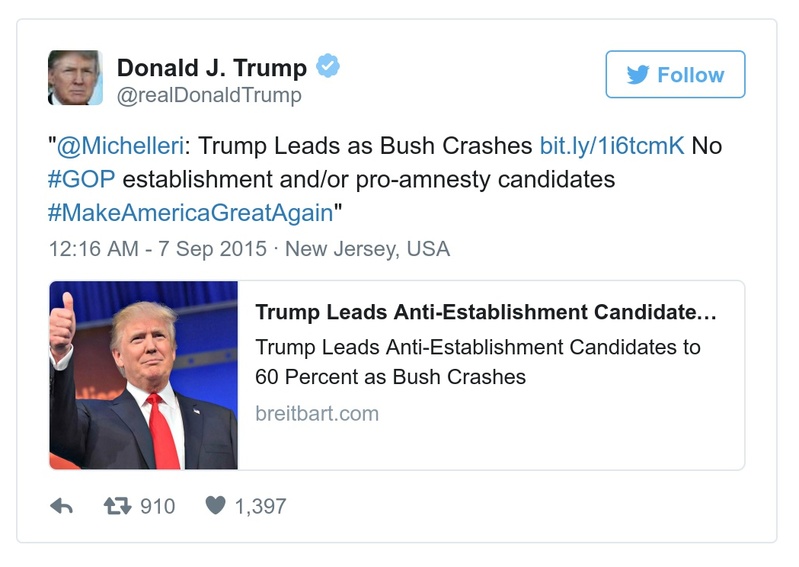 Donald J. Trump
@realDonaldTrump
Follow
"@Michelleri: Trump Leads as Bush Crashes bit.ly/1i6tcmK No
#GOP establishment and/or pro-amnesty candidates
#MakeAmericaGreatAgain"
12:16 AM - 7 Sep 2015 · New Jersey, USA
Trump Leads Anti-Establishment Candidate...
Trump Leads Anti-Establishment Candidates to
60 Percent as Bush Crashes
breitbart.com
910 1,397